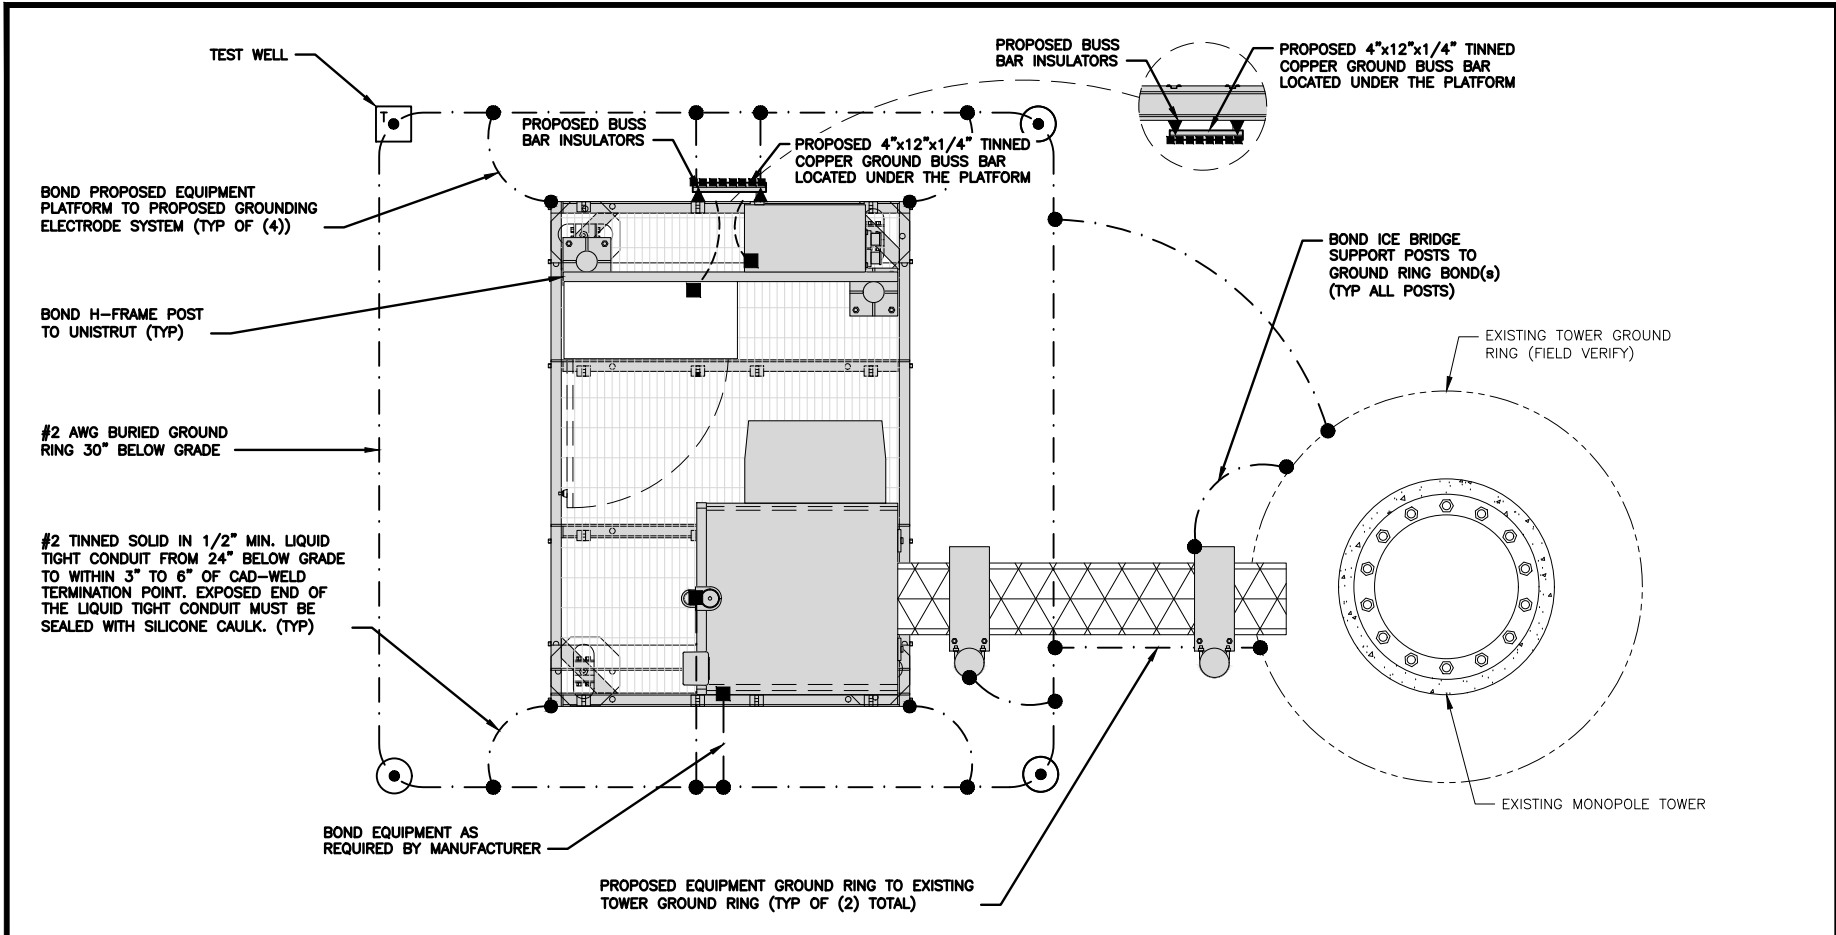 TEST WELL
PROPOSED BUSS
BAR INSULATORS
PROPOSED 4"x12"x1/4" TINNED
COPPER GROUND BUSS BAR
LOCATED UNDER THE PLATFORM
T
PROPOSED BUSS
BAR INSULATORS
PROPOSED 4"x12"x1/4" TINNED
COPPER GROUND BUSS BAR
LOCATED UNDER THE PLATFORM
BOND PROPOSED EQUIPMENT
PLATFORM TO PROPOSED GROUNDING
ELECTRODE SYSTEM (TYP OF (4))
BOND ICE BRIDGE
SUPPORT POSTS TO
GROUND RING BOND(s)
(TYP ALL POSTS)
BOND H-FRAME POST
TO UNISTRUT (TYP)
EXISTING TOWER GROUND
RING (FIELD VERIFY)
#2 AWG BURIED GROUND
RING 30" BELOW GRADE
#2 TINNED SOLID IN 1/2" MIN. LIQUID
TIGHT CONDUIT FROM 24" BELOW GRADE
TO WITHIN 3" TO 6" OF CAD-WELD
TERMINATION POINT. EXPOSED END OF
THE LIQUID TIGHT CONDUIT MUST BE
SEALED WITH SILICONE CAULK. (TYP)
EXISTING MONOPOLE TOWER
BOND EQUIPMENT AS
REQUIRED BY MANUFACTURER
PROPOSED EQUIPMENT GROUND RING TO EXISTING
TOWER GROUND RING (TYP OF (2) TOTAL)